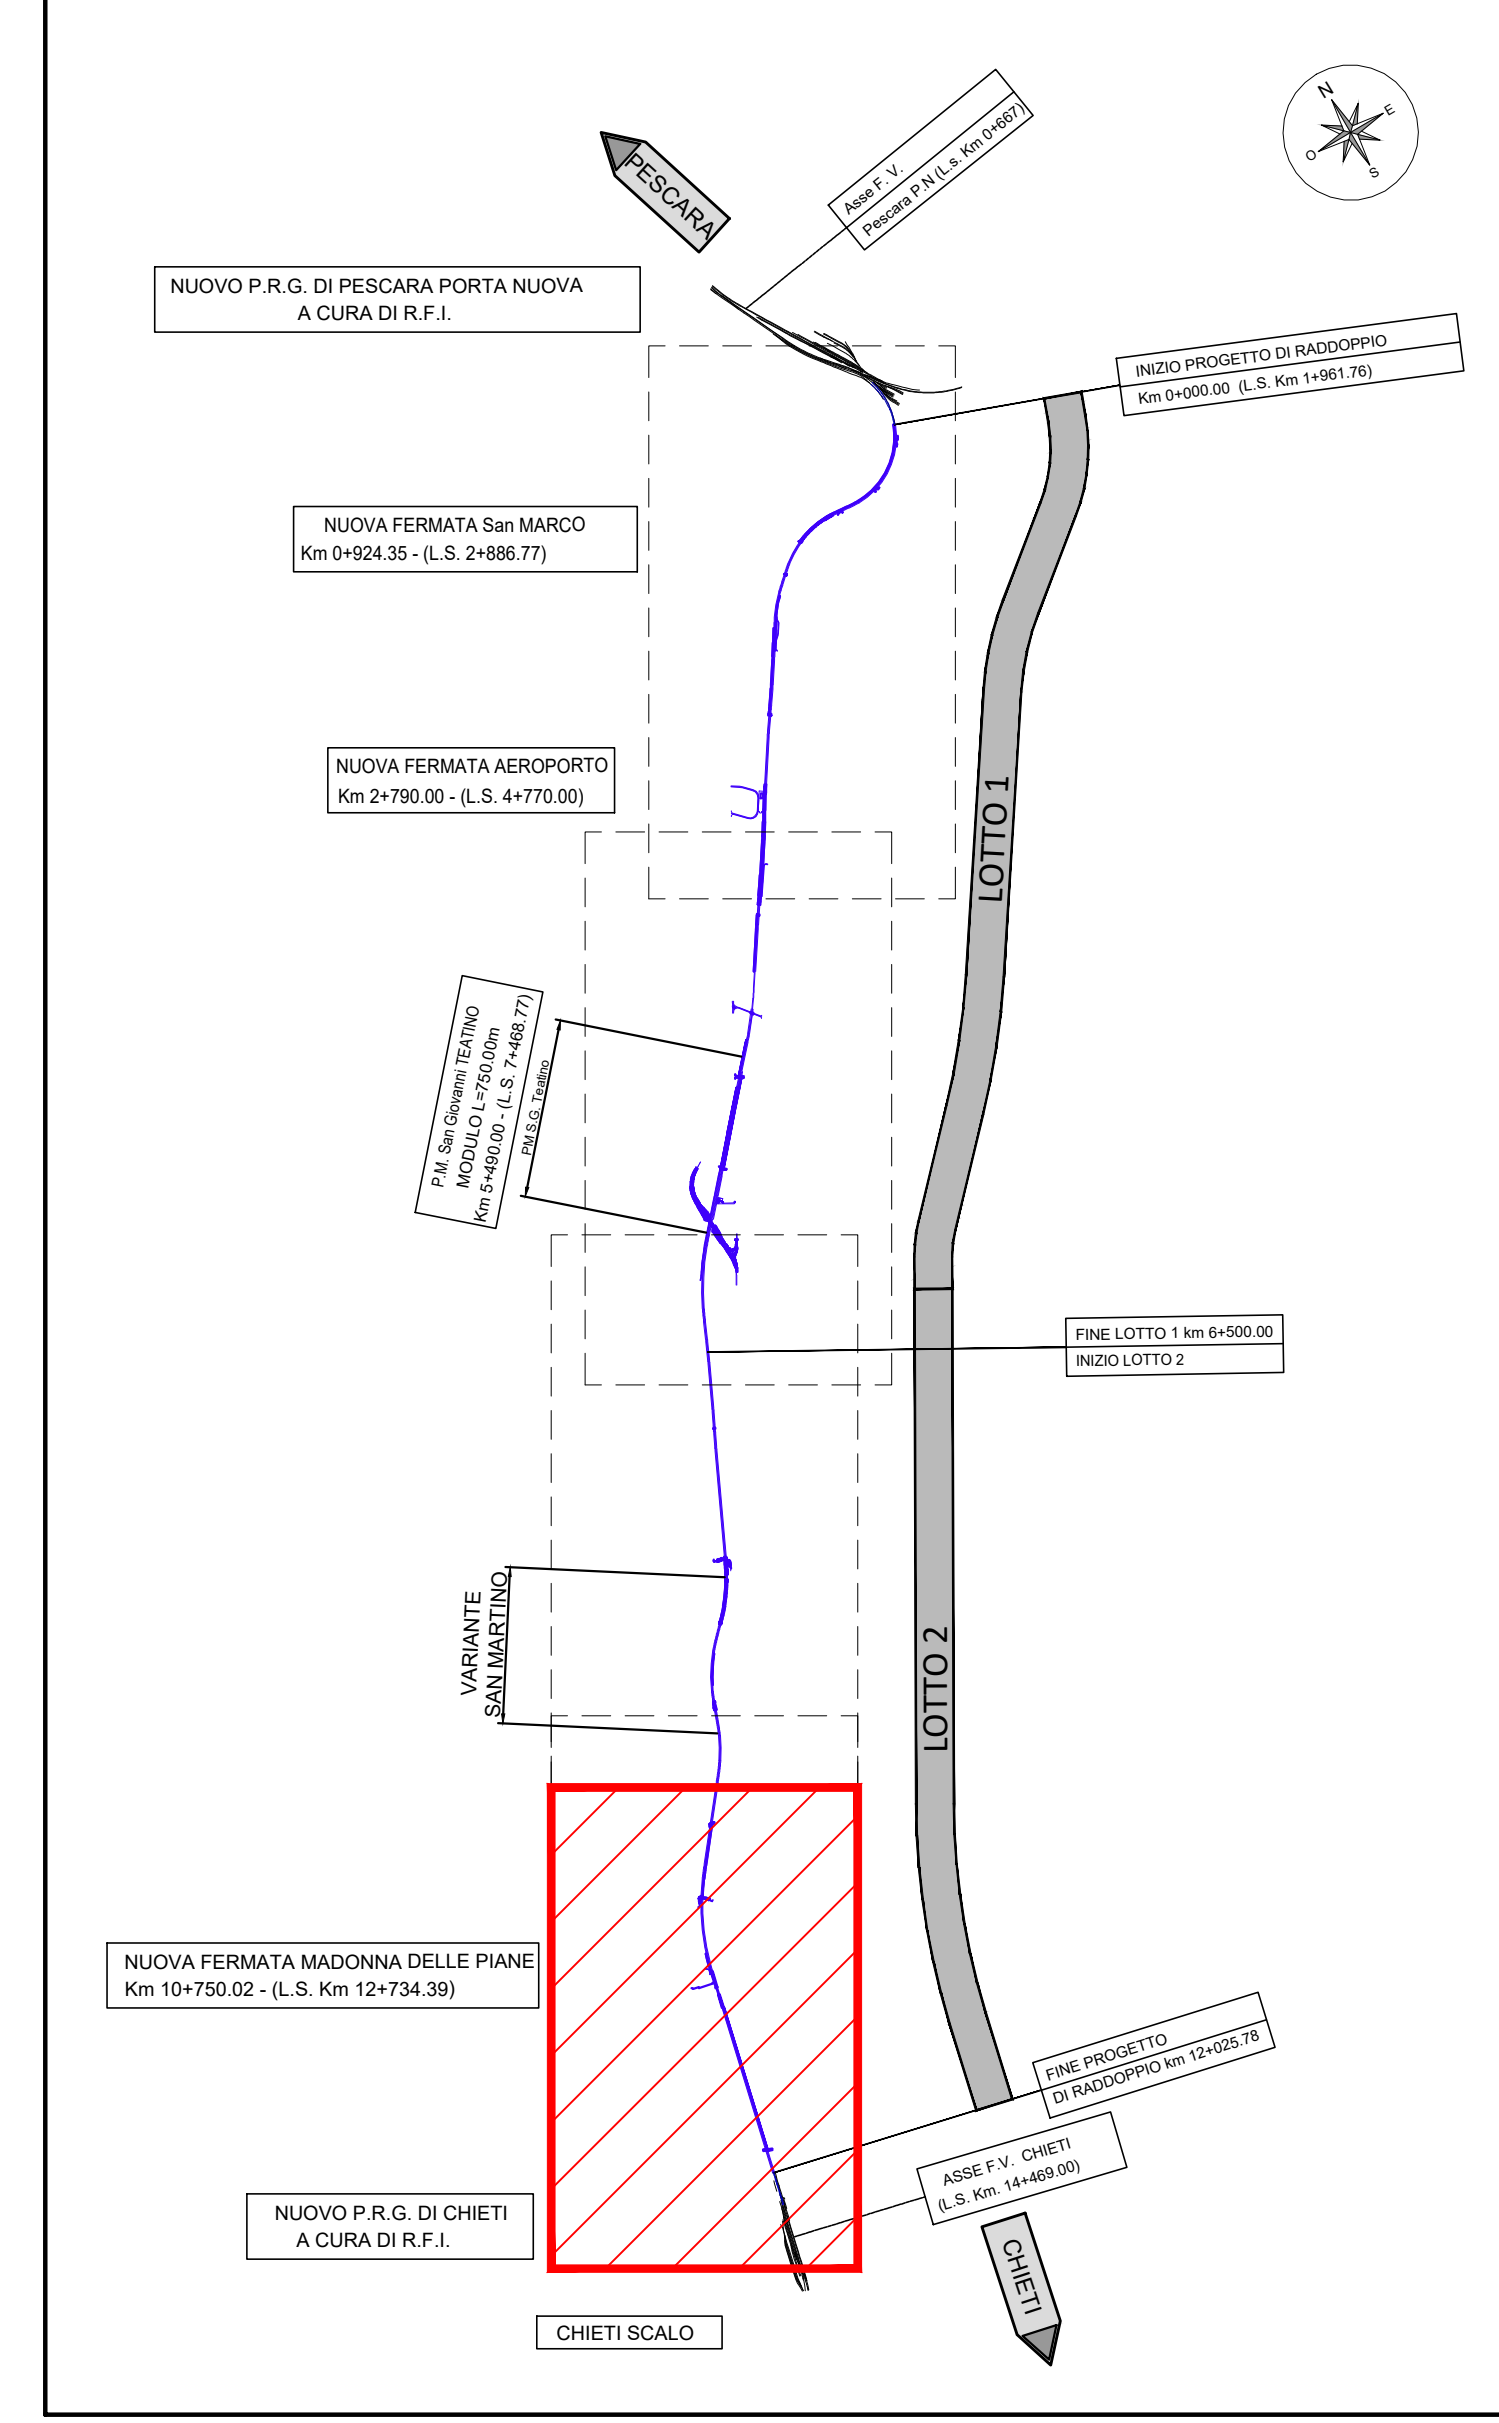 N
E
O
S
PESCARA
Asse F. V.
Pescara P.N (L.s. Km 0+667)
NUOVO P.R.G. DI PESCARA PORTA NUOVA
A CURA DI R.F.I.
INIZIO PROGETTO DI RADDOPPIO
Km 0+000.00 (L.S. Km 1+961.76)
NUOVA FERMATA San MARCO
Km 0+924.35 - (L.S. 2+886.77)
NUOVA FERMATA AEROPORTO
Km 2+790.00 - (L.S. 4+770.00)
LOTTO 1
P.M. San Giovanni TEATINO
MODULO L=750.00m
Km 5+490.00 - (L.S. 7+468.77)
PM S.G. Teatino
FINE LOTTO 1 km 6+500.00
INIZIO LOTTO 2
VARIANTE
SAN MARTINO
LOTTO 2
NUOVA FERMATA MADONNA DELLE PIANE
Km 10+750.02 - (L.S. Km 12+734.39)
FINE PROGETTO
DI RADDOPPIO km 12+025.78
ASSE F.V. CHIETI
(L.S. Km. 14+469.00)
NUOVO P.R.G. DI CHIETI
A CURA DI R.F.I.
CHIETI
CHIETI SCALO